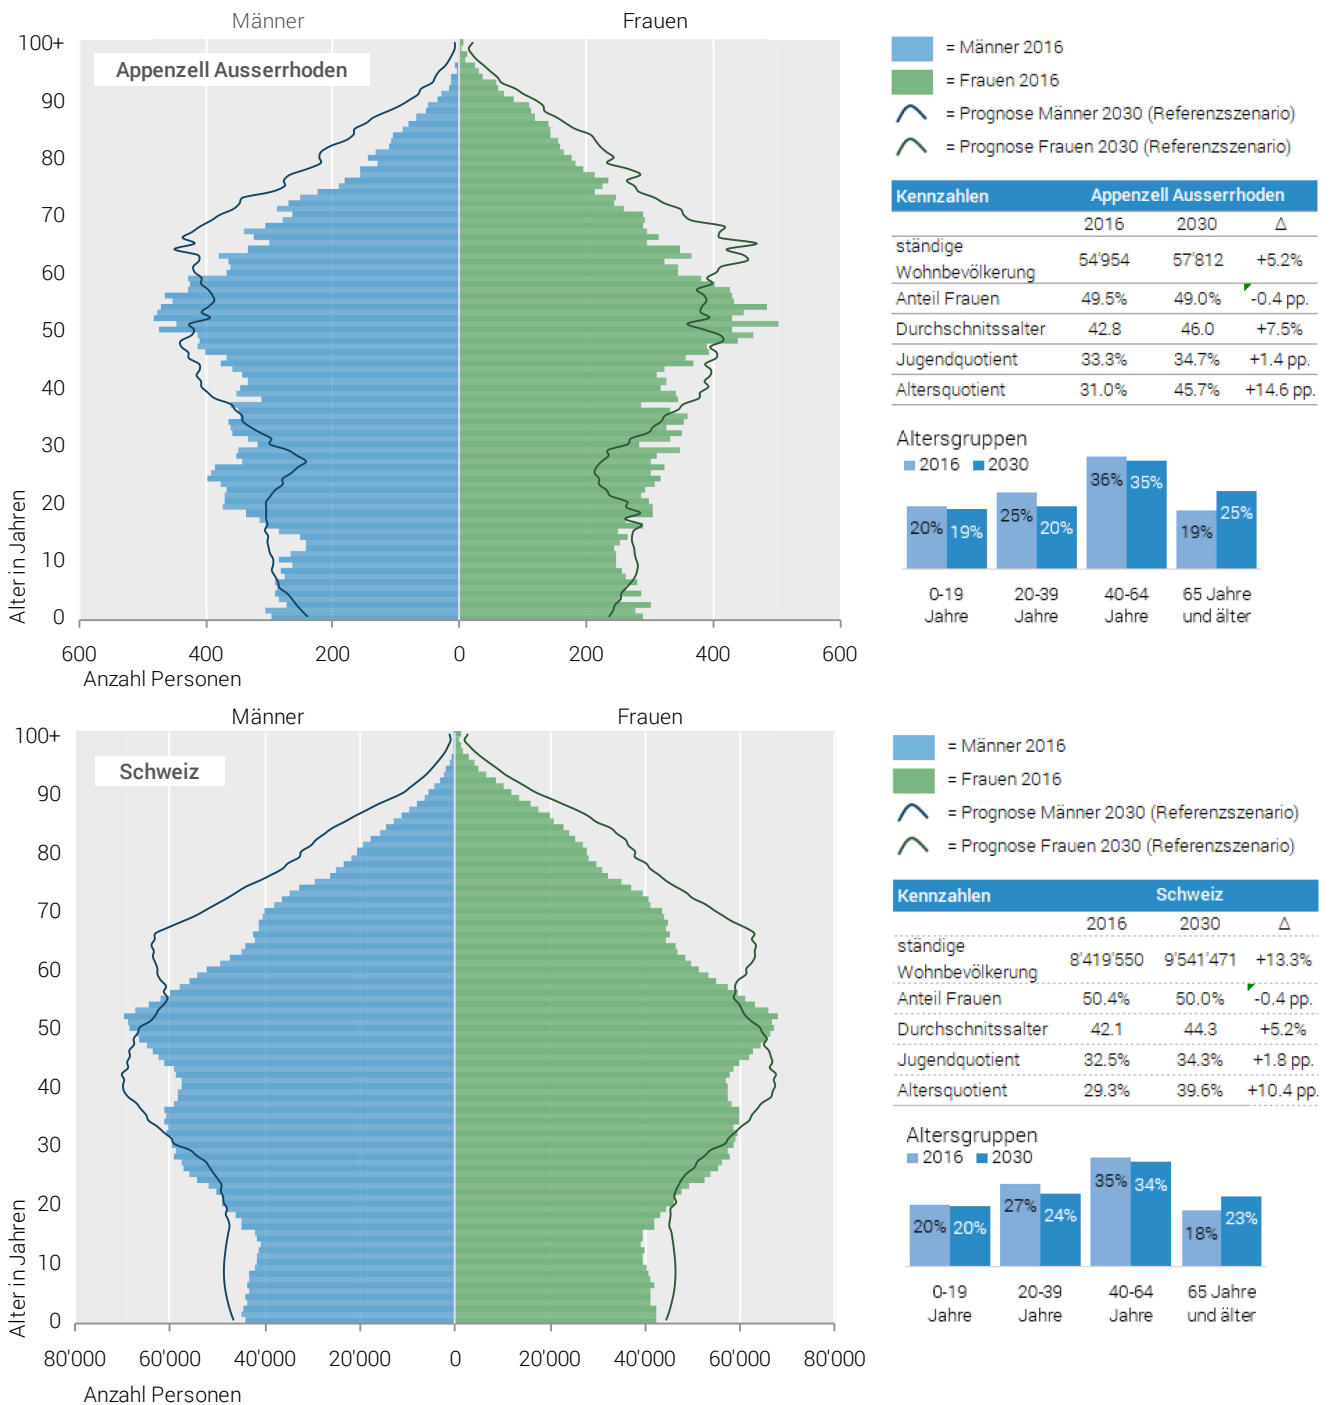 Männer Frauen
100+
Appenzell Ausserrhoden
90
80
70
60
50
40
30
20
10
0
Alter in Jahren
600 400 200 0 200 400 600
Anzahl Personen
= Männer 2016
= Frauen 2016
= Prognose Männer 2030 (Referenzszenario)
= Prognose Frauen 2030 (Referenzszenario)
Kennzahlen Appenzell Ausserrhoden
2016 2030 Δ
ständige
Wohnbevölkerung 54'954 57'812 +5.2%
Anteil Frauen 49.5% 49.0% -0.4 pp.
Durchschnitssalter 42.8 46.0 +7.5%
Jugendquotient 33.3% 34.7% +1.4 pp.
Altersquotient 31.0% 45.7% +14.6 pp.
Altersgruppen
2016 2030
20% 19% 25% 20% 36% 35% 19% 25%
0-19 20-39 40-64 65 Jahre
Jahre Jahre Jahre und älter
Männer Frauen
100+
Schweiz
90
80
70
60
50
40
30
20
10
0
Alter in Jahren
80'000 60'000 40'000 20'000 0 20'000 40'000 60'000 80'000
Anzahl Personen
= Männer 2016
= Frauen 2016
= Prognose Männer 2030 (Referenzszenario)
= Prognose Frauen 2030 (Referenzszenario)
Kennzahlen Schweiz
2016 2030 Δ
ständige
Wohnbevölkerung 8'419'550 9'541'471 +13.3%
Anteil Frauen 50.4% 50.0% -0.4 pp.
Durchschnitssalter 42.1 44.3 +5.2%
Jugendquotient 32.5% 34.3% +1.8 pp.
Altersquotient 29.3% 39.6% +10.4 pp.
Altersgruppen
2016 2030
20% 20% 27% 24% 35% 34% 18% 23%
0-19 20-39 40-64 65 Jahre
Jahre Jahre Jahre und älter